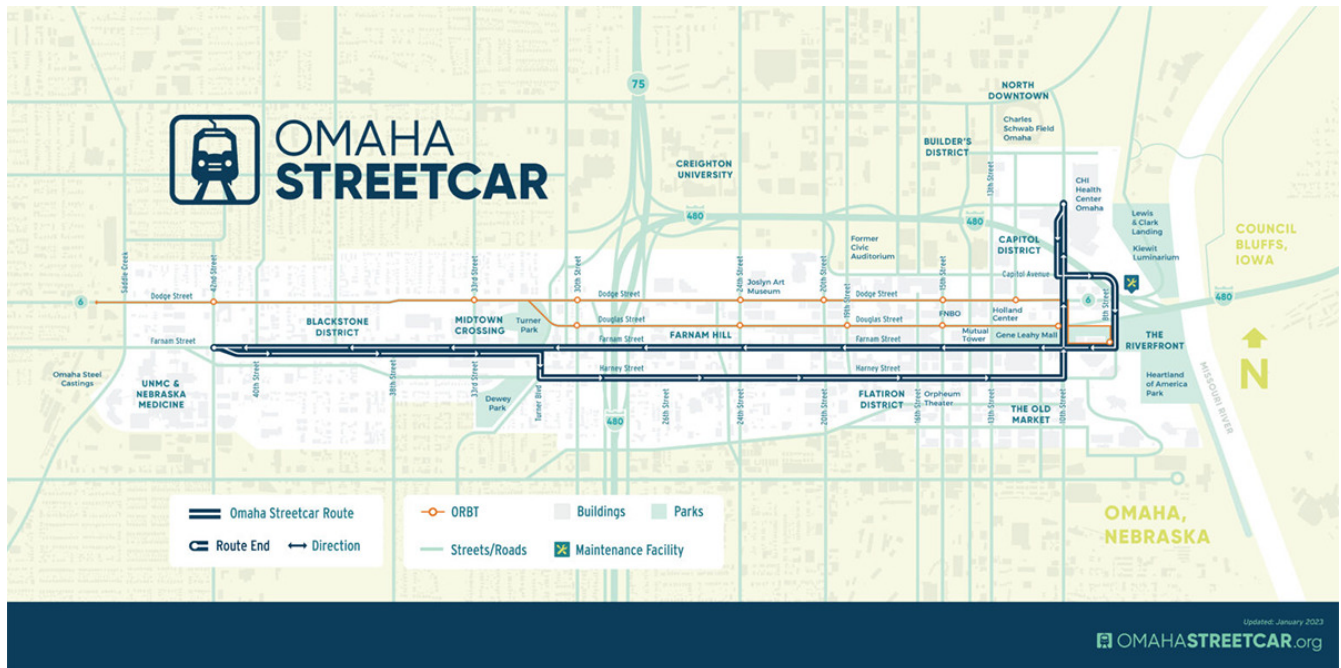 75
NORTH
DOWNTOWN
Charles
Schwab Field
Omaha
OMAHA
STREETCAR
BUILDER'S
DISTRICT
CREIGHTON
UNIVERSITY
13th Street
CHI
Health
Center
Omaha
480
480
Lewis
& Clark
Landing
Kiewit
Luminarium
COUNCIL
BLUFFS,
IOWA
Former
Civic
Auditorium
CAPITOL
DISTRICT
Capitol Avenue
Saddle Creek
42nd Street
33rd Street
30th Street
24th Street
Joslyn Art
Museum
20th Street
19th Street
15th Street
8th Street
6
Dodge Street
Dodge Street
Dodge Street
6
480
BLACKSTONE
DISTRICT
MIDTOWN
CROSSING
Turner
Park
Douglas Street
Douglas Street
FNBO
Holland
Center
Farnam Street
Farnam Street
FARNAM HILL
Farnam Street
Mutual
Tower
Gene Leahy Mall
THE
RIVERFRONT
Omaha Steel
Castings
UNMC &
NEBRASKA
MEDICINE
40th Street
38th Street
33rd Street
Dewey
Park
Turner Blvd
Harney Street
Harney Street
480
26th Street
24th Street
20th Street
FLATIRON
DISTRICT
16th Street
Orpheum
Theater
13th Street
THE OLD
MARKET
10th Street
Heartland
of America
Park
MISSOURI RIVER
N
Omaha Streetcar Route
Route End
Direction
ORBT
Buildings
Parks
Streets/Roads
Maintenance Facility
OMAHA,
NEBRASKA
Updated: January 2023
OMAHASTREETCAR.org